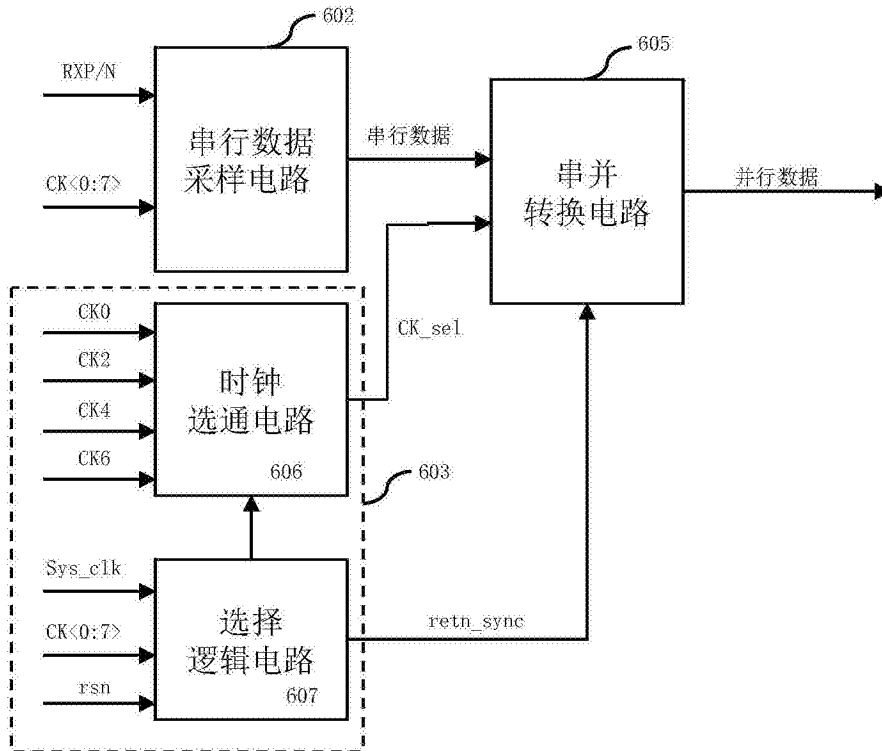 602
RXP/N
CK<0:7>
串行数据
采样电路
串行数据
605
串并
转换电路
并行数据
CK0
CK2
CK4
CK6
时钟
选通电路
606
CK_sel
603
Sys_clk
CK<0:7>
rsn
选择
逻辑电路
607
retn_sync